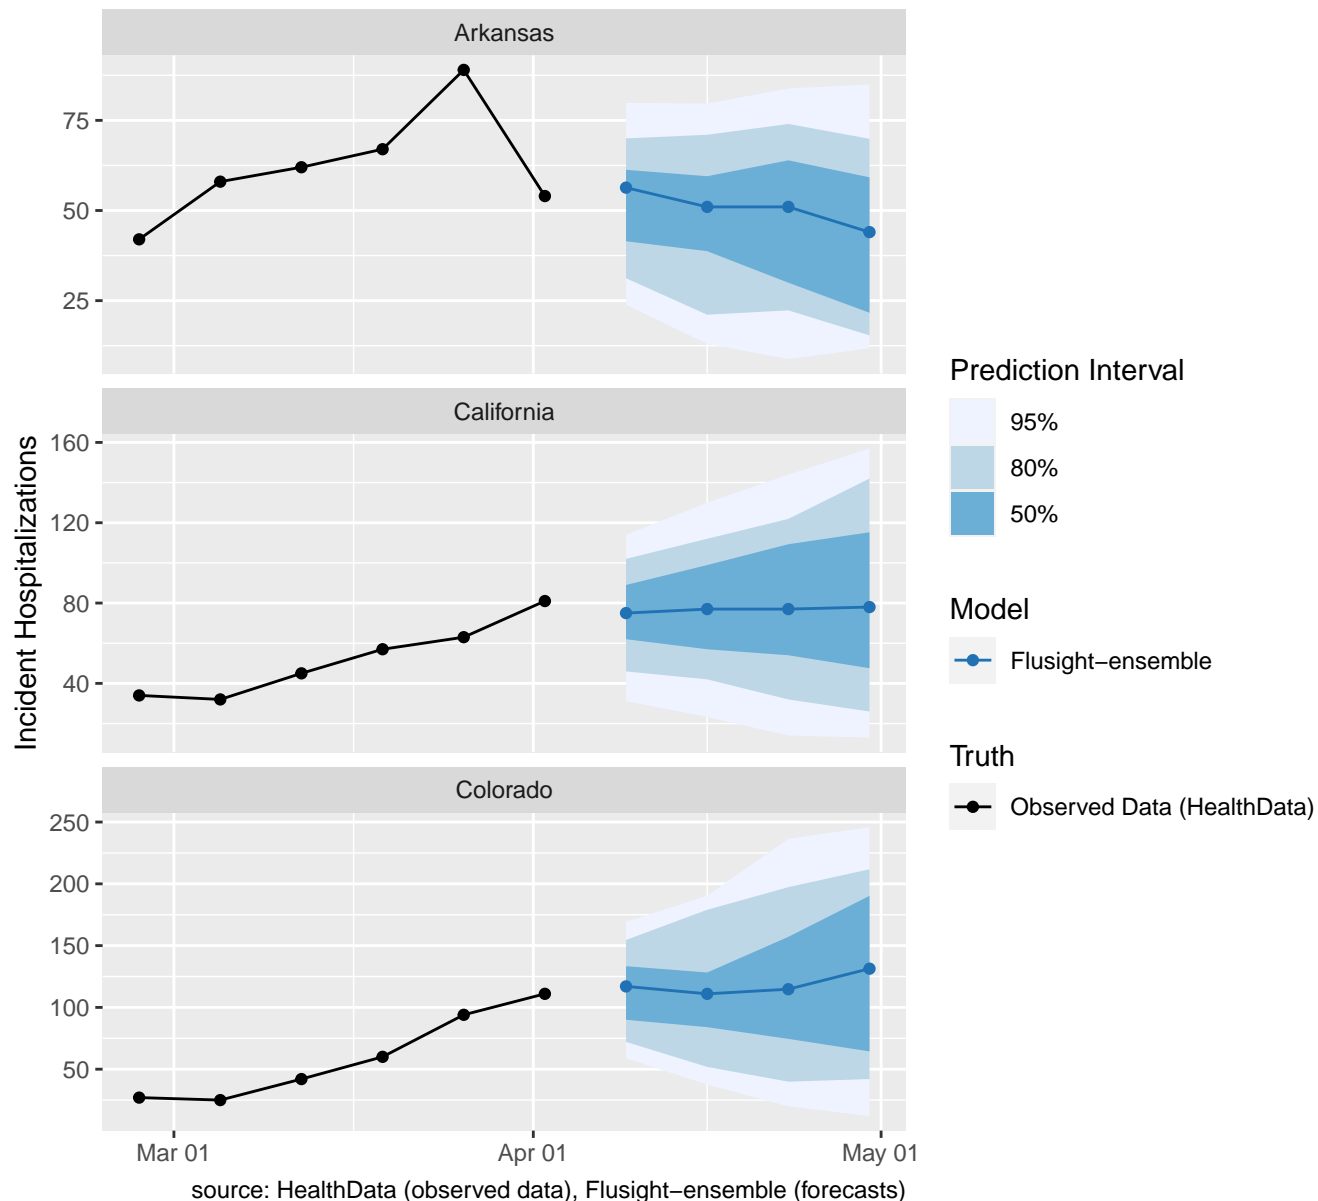 Arkansas
75
50
25
California
160
120
80
40
Colorado
250
200
150
100
50
Incident Hospitalizations
Mar 01
Apr 01
May 01
source: HealthData (observed data), Flusight−ensemble (forecasts)
Prediction Interval
95%
80%
50%
Model
Flusight−ensemble
Truth
Observed Data (HealthData)